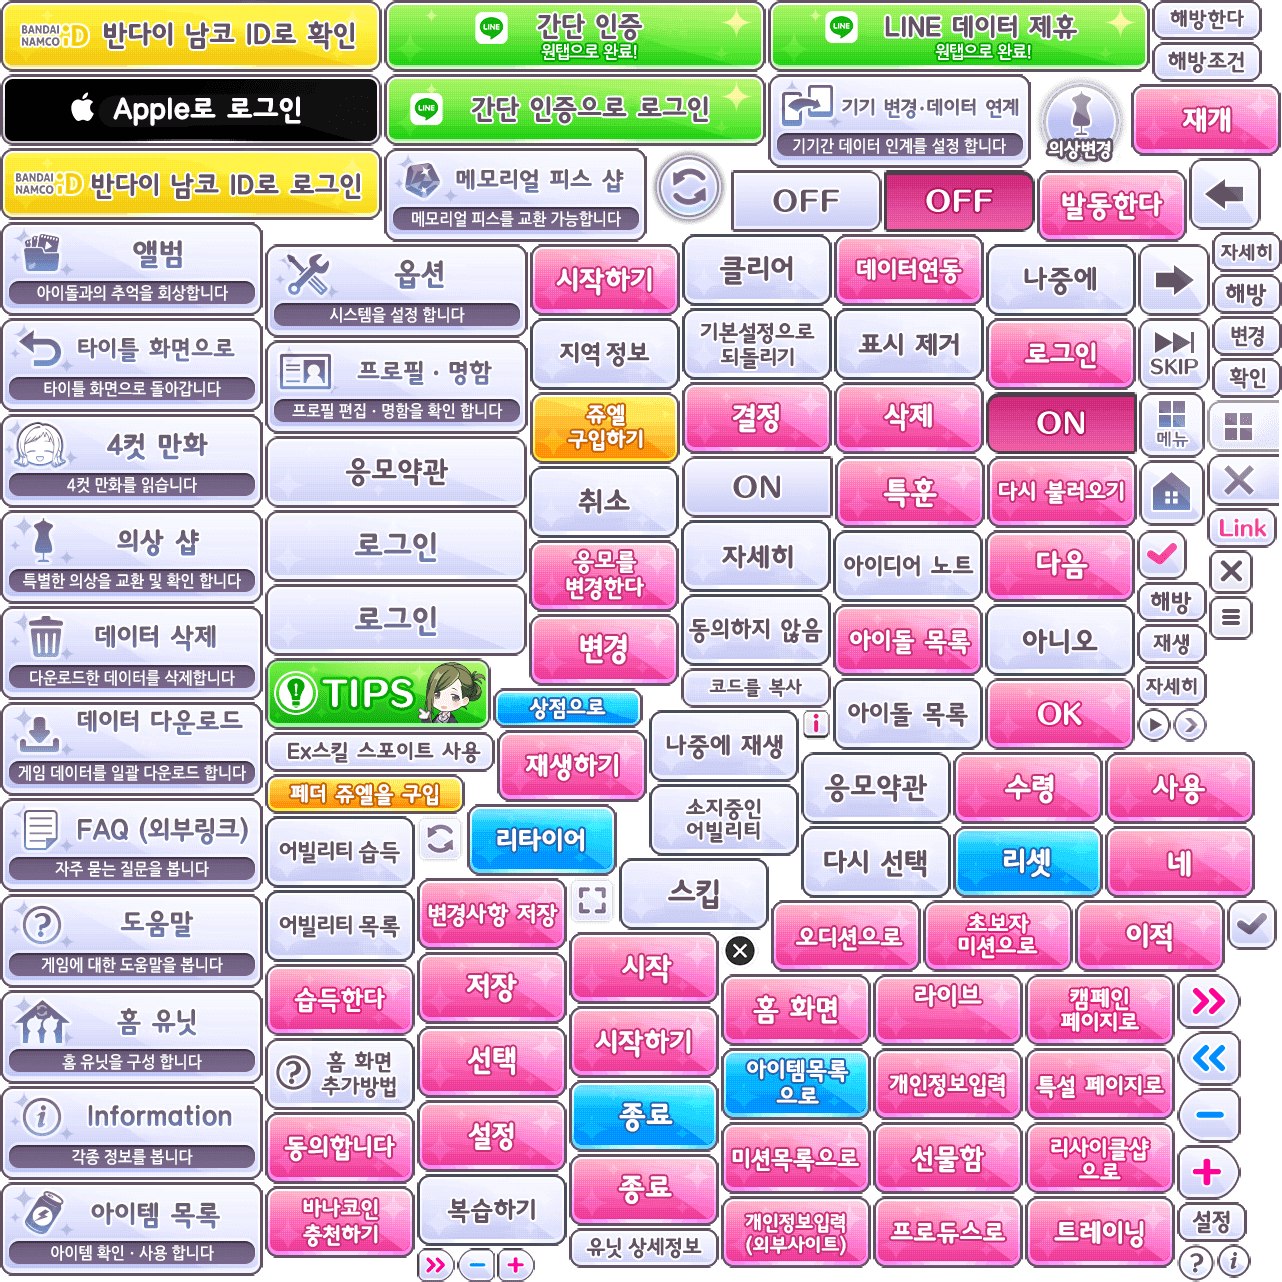 BANDAI
NAMCO iD
반다이 남코 ID로 확인
LINE
간단 인증
원탭으로 완료!
LINE
LINE 데이터 제휴
원탭으로 완료!
해방한다
해방조건
Apple로 로그인
LINE
간단 인증으로 로그인
기기 변경·데이터 연계
기기간 데이터 인계를 설정 합니다
의상변경
재개
BANDAI
NAMCO iD
반다이 남코 ID로 로그인
메모리얼 피스 샵
메모리얼 피스를 교환 가능합니다
OFF
OFF
발동한다
앨범
아이돌과의 추억을 회상합니다
타이틀 화면으로
타이틀 화면으로 돌아갑니다
4컷 만화
4컷 만화를 읽습니다
의상 샵
특별한 의상을 교환 및 확인 합니다
데이터 삭제
다운로드한 데이터를 삭제합니다
데이터 다운로드
게임 데이터를 일괄 다운로드 합니다
FAQ (외부링크)
자주 묻는 질문을 봅니다
도움말
게임에 대한 도움말을 봅니다
홈 유닛
홈 유닛을 구성 합니다
Information
각종 정보를 봅니다
아이템 목록
아이템 확인·사용 합니다
옵션
시스템을 설정 합니다
프로필·명함
프로필 편집·명함을 확인 합니다
응모약관
로그인
로그인
TIPS
Ex스킬 스포이트 사용
페더 쥬엘을 구입
어빌리티 습득
어빌리티 목록
습득한다
홈 화면
추가방법
동의합니다
바나코인
충천하기
시작하기
지역 정보
쥬엘
구입하기
취소
응모를
변경한다
변경
상점으로
재생하기
리타이어
변경사항 저장
저장
선택
설정
복습하기
클리어
기본설정으로
되돌리기
결정
ON
자세히
동의하지 않음
코드를 복사
나중에 재생
소지중인
어빌리티
스킵
시작
시작하기
종료
종료
유닛 상세정보
데이터연동
표시 제거
삭제
특훈
아이디어 노트
아이돌 목록
아이돌 목록
나중에
로그인
ON
다시 불러오기
다음
아니오
OK
SKIP
메뉴
해방
재생
자세히
자세히
해방
변경
확인
Link
응모약관
수령
사용
다시 선택
리셋
네
오디션으로
초보자
미션으로
이적
홈 화면
라이브
캠페인
페이지로
아이템목록
으로
개인정보입력
특설 페이지로
미션목록으로
선물함
리사이클샵
으로
개인정보입력
(외부사이트)
프로듀스로
트레이닝
설정